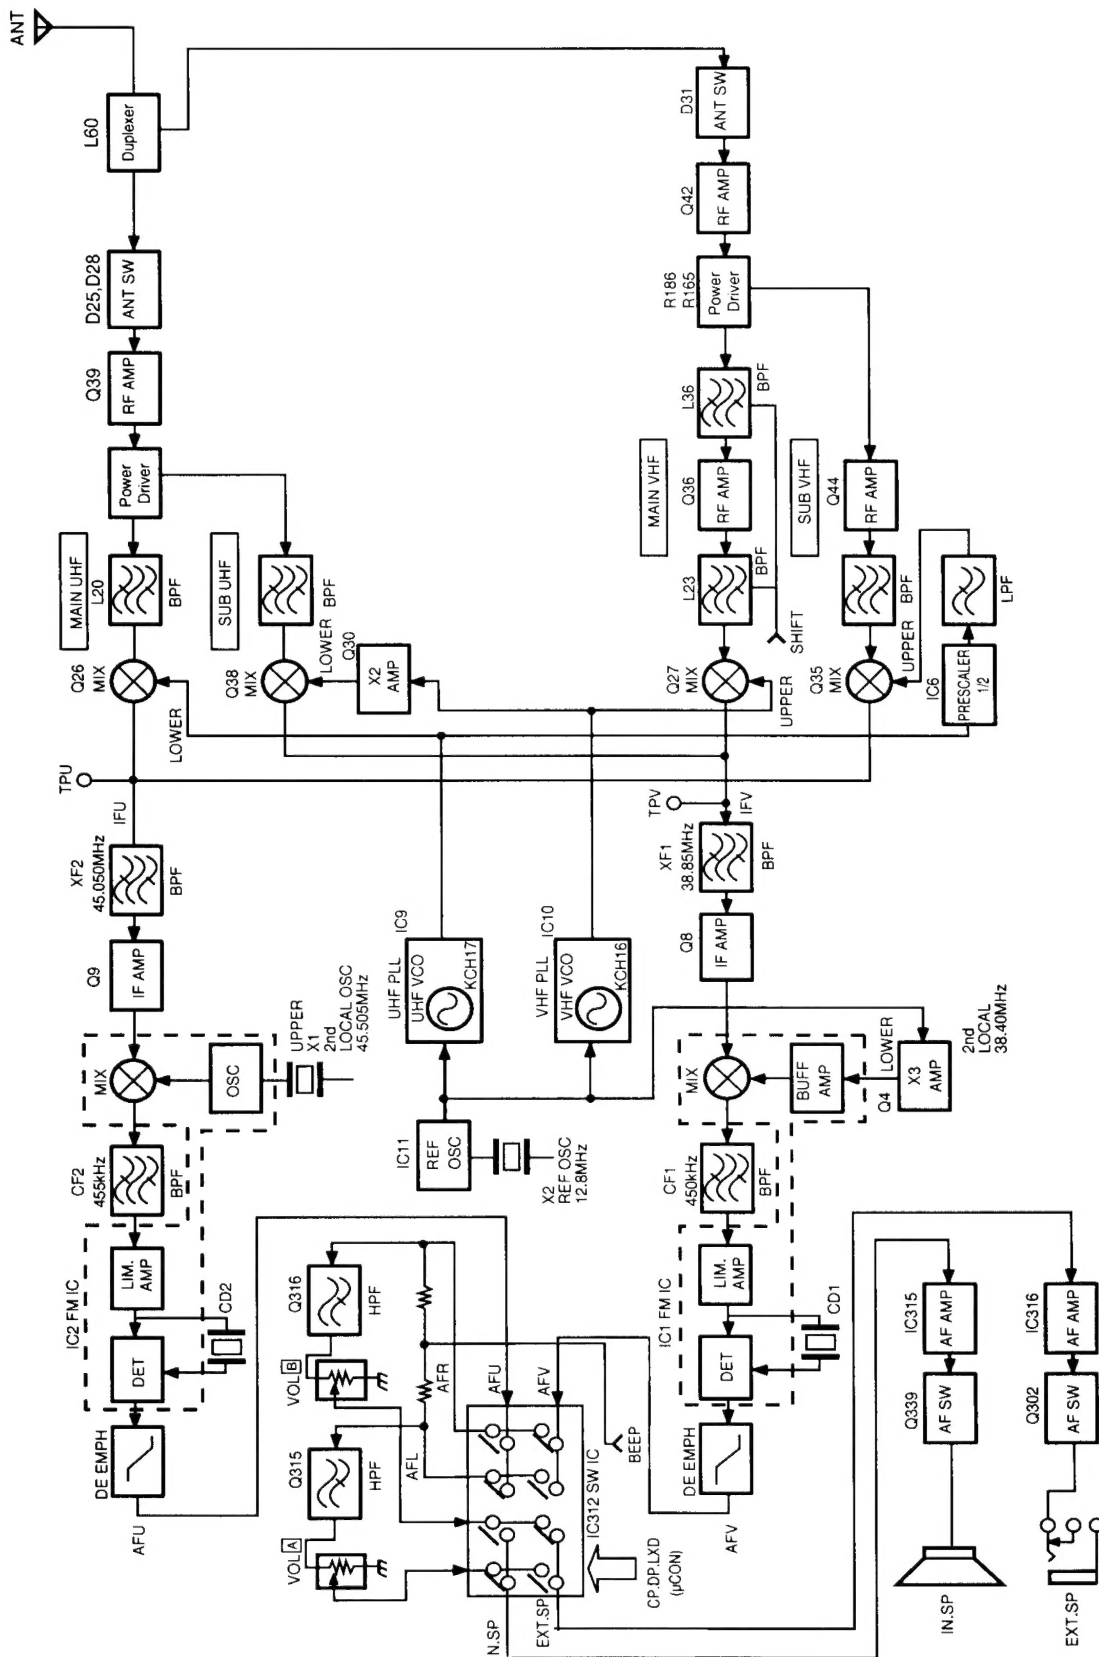 ANT
L60
Duplexer
D25,D28
ANT SW
Q39
RF AMP
Power
Driver
MAIN UHF
L20
BPF
Q26
MIX
LOWER
TPU
IFU
XF2
45.050MHz
BPF
Q9
IF AMP
MIX
OSC
UPPER
X1
2nd
LOCAL OSC
45.505MHz
CF2
455kHz
BPF
IC2 FM IC
LIM.
AMP
CD2
DET
DE EMPH
AFU
SUB UHF
BPF
Q38
MIX
LOWER
Q30
X2
AMP
UHF PLL
UHF VCO
IC9
KCH17
VHF PLL
VHF VCO
IC10
KCH16
IC11
REF
OSC
X2
REF OSC
12.8MHz
D31
ANT SW
Q42
RF AMP
R186
R165
Power
Driver
L36
BPF
MAIN VHF
Q36
RF AMP
L23
BPF
SHIFT
Q27
MIX
UPPER
TPV
IFV
XF1
38.85MHz
BPF
Q8
IF AMP
MIX
BUFF
AMP
LOWER
Q4
X3
AMP
2nd
LOCAL
38.40MHz
CF1
450kHz
BPF
IC1 FM IC
LIM.
AMP
CD1
DET
DE EMPH
AFV
SUB VHF
Q44
RF AMP
BPF
Q35
MIX
UPPER
LPF
IC6
PRESCALER
1/2
Q316
HPF
VOL B
AFR
AFU
AFV
Q315
HPF
VOL A
AFL
BEEP
IC312 SW IC
CP.DP.LXD
(μCON)
N.SP
EXT.SP
IC315
AF AMP
Q339
AF SW
IN.SP
IC316
AF AMP
Q302
AF SW
EXT.SP